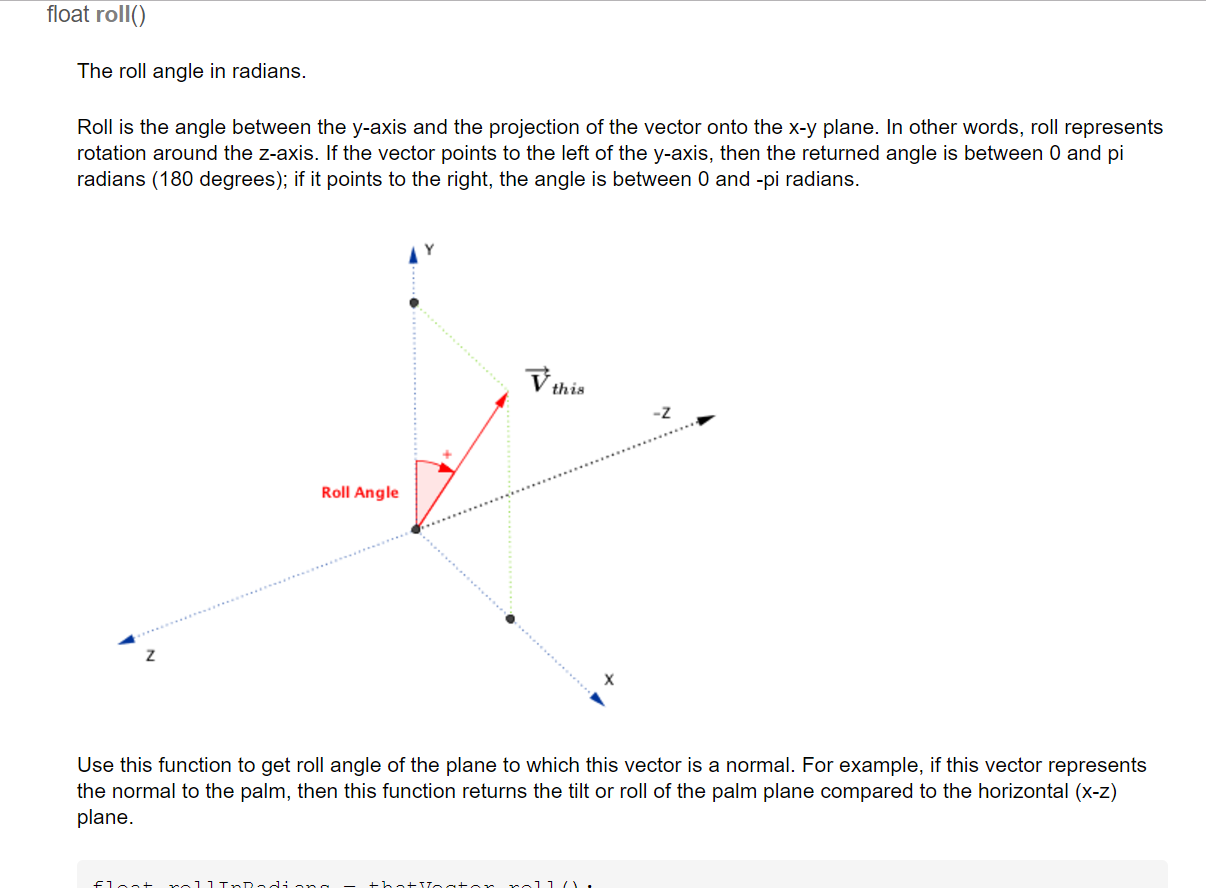 float roll()
The roll angle in radians.
Roll is the angle between the y-axis and the projection of the vector onto the x-y plane. In other words, roll represents
rotation around the z-axis. If the vector points to the left of the y-axis, then the returned angle is between 0 and pi
radians (180 degrees); if it points to the right, the angle is between 0 and -pi radians.
Y
V this
-Z
+
Roll Angle
Z
X
Use this function to get roll angle of the plane to which this vector is a normal. For example, if this vector represents
the normal to the palm, then this function returns the tilt or roll of the palm plane compared to the horizontal (x-z)
plane.
float rollInRadians = thatVector.roll();